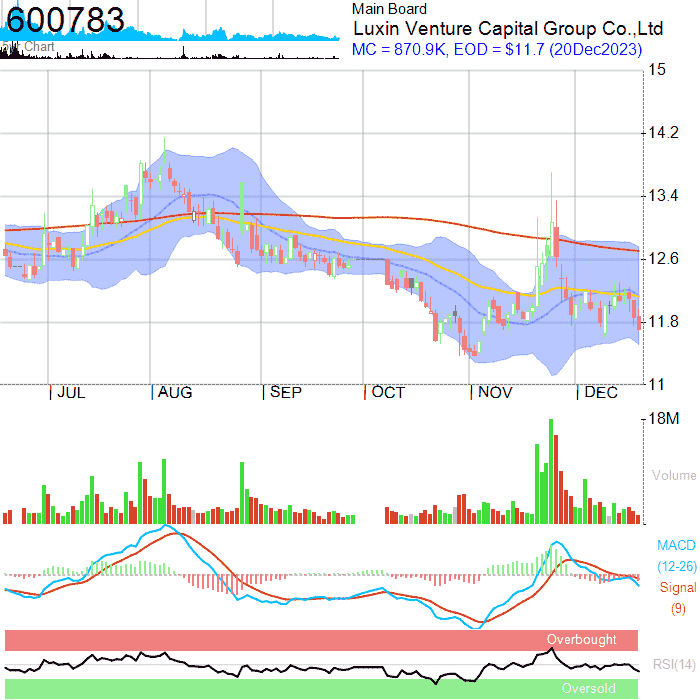 600783
Main Board
Luxin Venture Capital Group Co.,Ltd
MC = 870.9K, EOD = $11.7 (20Dec2023)
Chart
15
14.2
13.4
12.6
11.8
11
JUL AUG SEP OCT NOV DEC
18M
Volume
MACD
(12-26)
Signal
(9)
Overbought
RSI(14)
Oversold